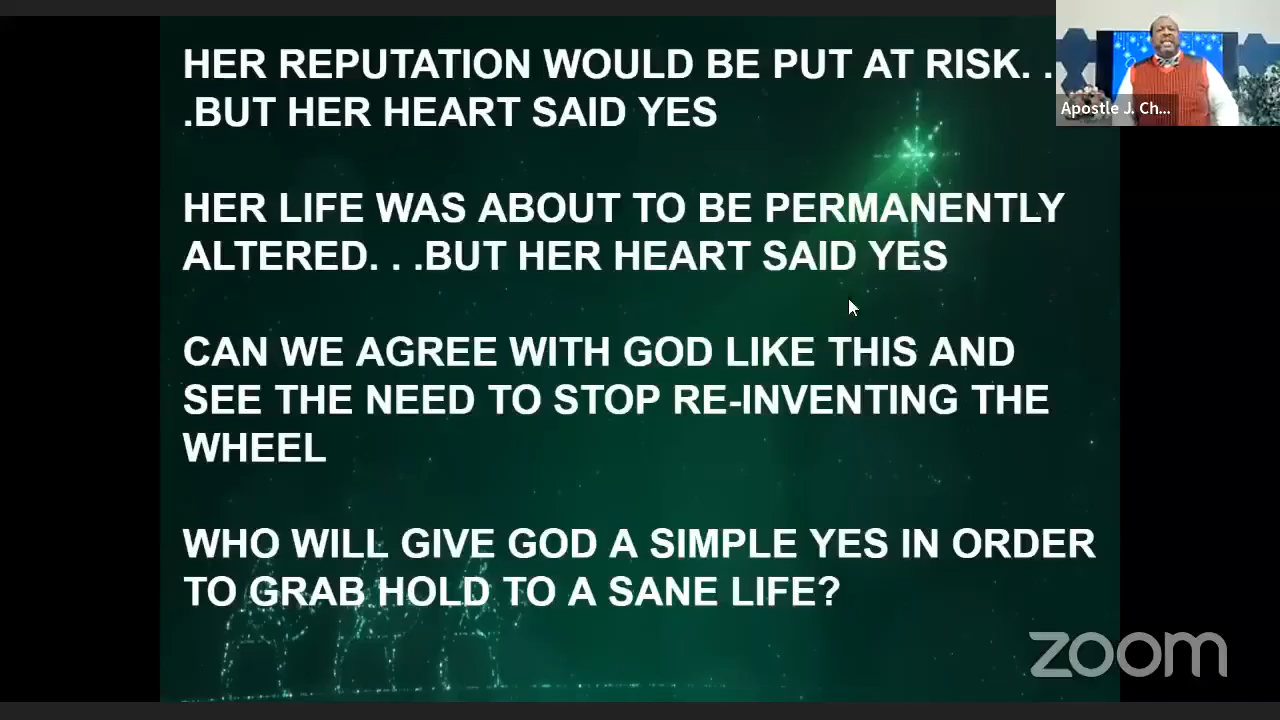 HER REPUTATION WOULD BE PUT AT RISK. .
.BUT HER HEART SAID YES
HER LIFE WAS ABOUT TO BE PERMANENTLY
ALTERED. . .BUT HER HEART SAID YES
CAN WE AGREE WITH GOD LIKE THIS AND
SEE THE NEED TO STOP RE-INVENTING THE
WHEEL
WHO WILL GIVE GOD A SIMPLE YES IN ORDER
TO GRAB HOLD TO A SANE LIFE?
Apostle J. Ch...
zoom